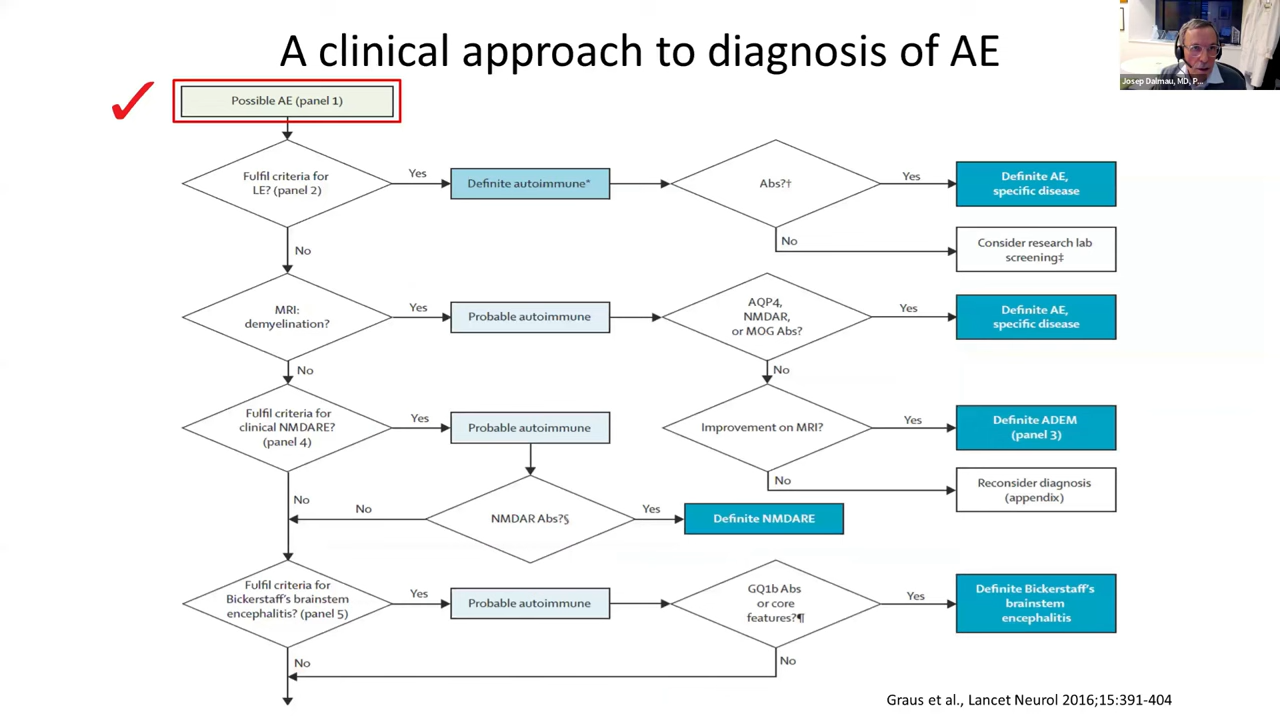 A clinical approach to diagnosis of AE
Josep Dalmau, MD, P...
Possible AE (panel 1)
Fulfil criteria for
LE? (panel 2)
Yes
Definite autoimmune*
Abs?†
Yes
Definite AE,
specific disease
No
Consider research lab
screening‡
No
MRI:
demyelination?
Yes
Probable autoimmune
AQP4,
NMDAR,
or MOG Abs?
Yes
Definite AE,
specific disease
No
No
Fulfil criteria for
clinical NMDARE?
(panel 4)
Yes
Probable autoimmune
Improvement on MRI?
Yes
Definite ADEM
(panel 3)
No
Reconsider diagnosis
(appendix)
No
No
NMDAR Abs?§
Yes
Definite NMDARE
Fulfil criteria for
Bickerstaff's brainstem
encephalitis? (panel 5)
Yes
Probable autoimmune
GQ1b Abs
or core
features?¶
Yes
Definite Bickerstaff's
brainstem
encephalitis
No
No
Graus et al., Lancet Neurol 2016;15:391-404